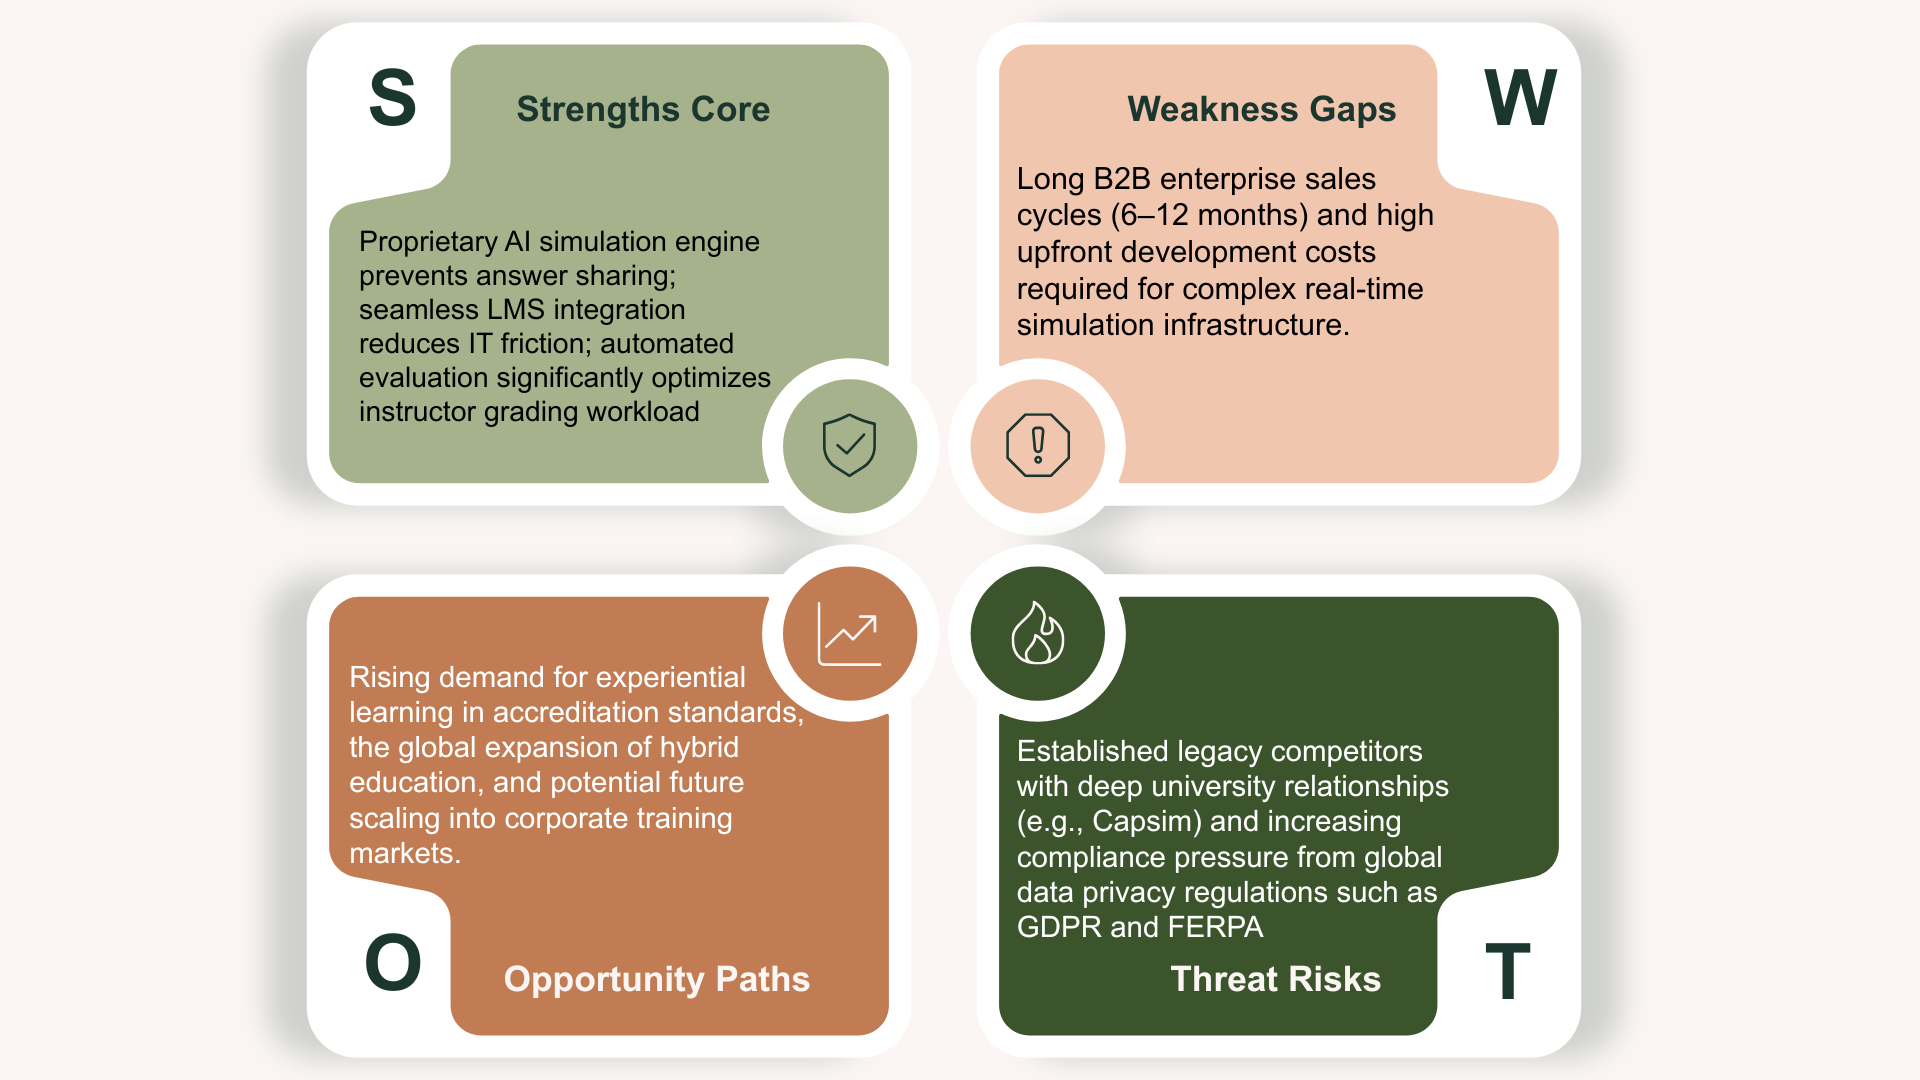 S
Strengths Core
Proprietary AI simulation engine
prevents answer sharing;
seamless LMS integration
reduces IT friction; automated
evaluation significantly optimizes
instructor grading workload
W
Weakness Gaps
Long B2B enterprise sales
cycles (6–12 months) and high
upfront development costs
required for complex real-time
simulation infrastructure.
Rising demand for experiential
learning in accreditation standards,
the global expansion of hybrid
education, and potential future
scaling into corporate training
markets.
O
Opportunity Paths
Established legacy competitors
with deep university relationships
(e.g., Capsim) and increasing
compliance pressure from global
data privacy regulations such as
GDPR and FERPA
Threat Risks
T